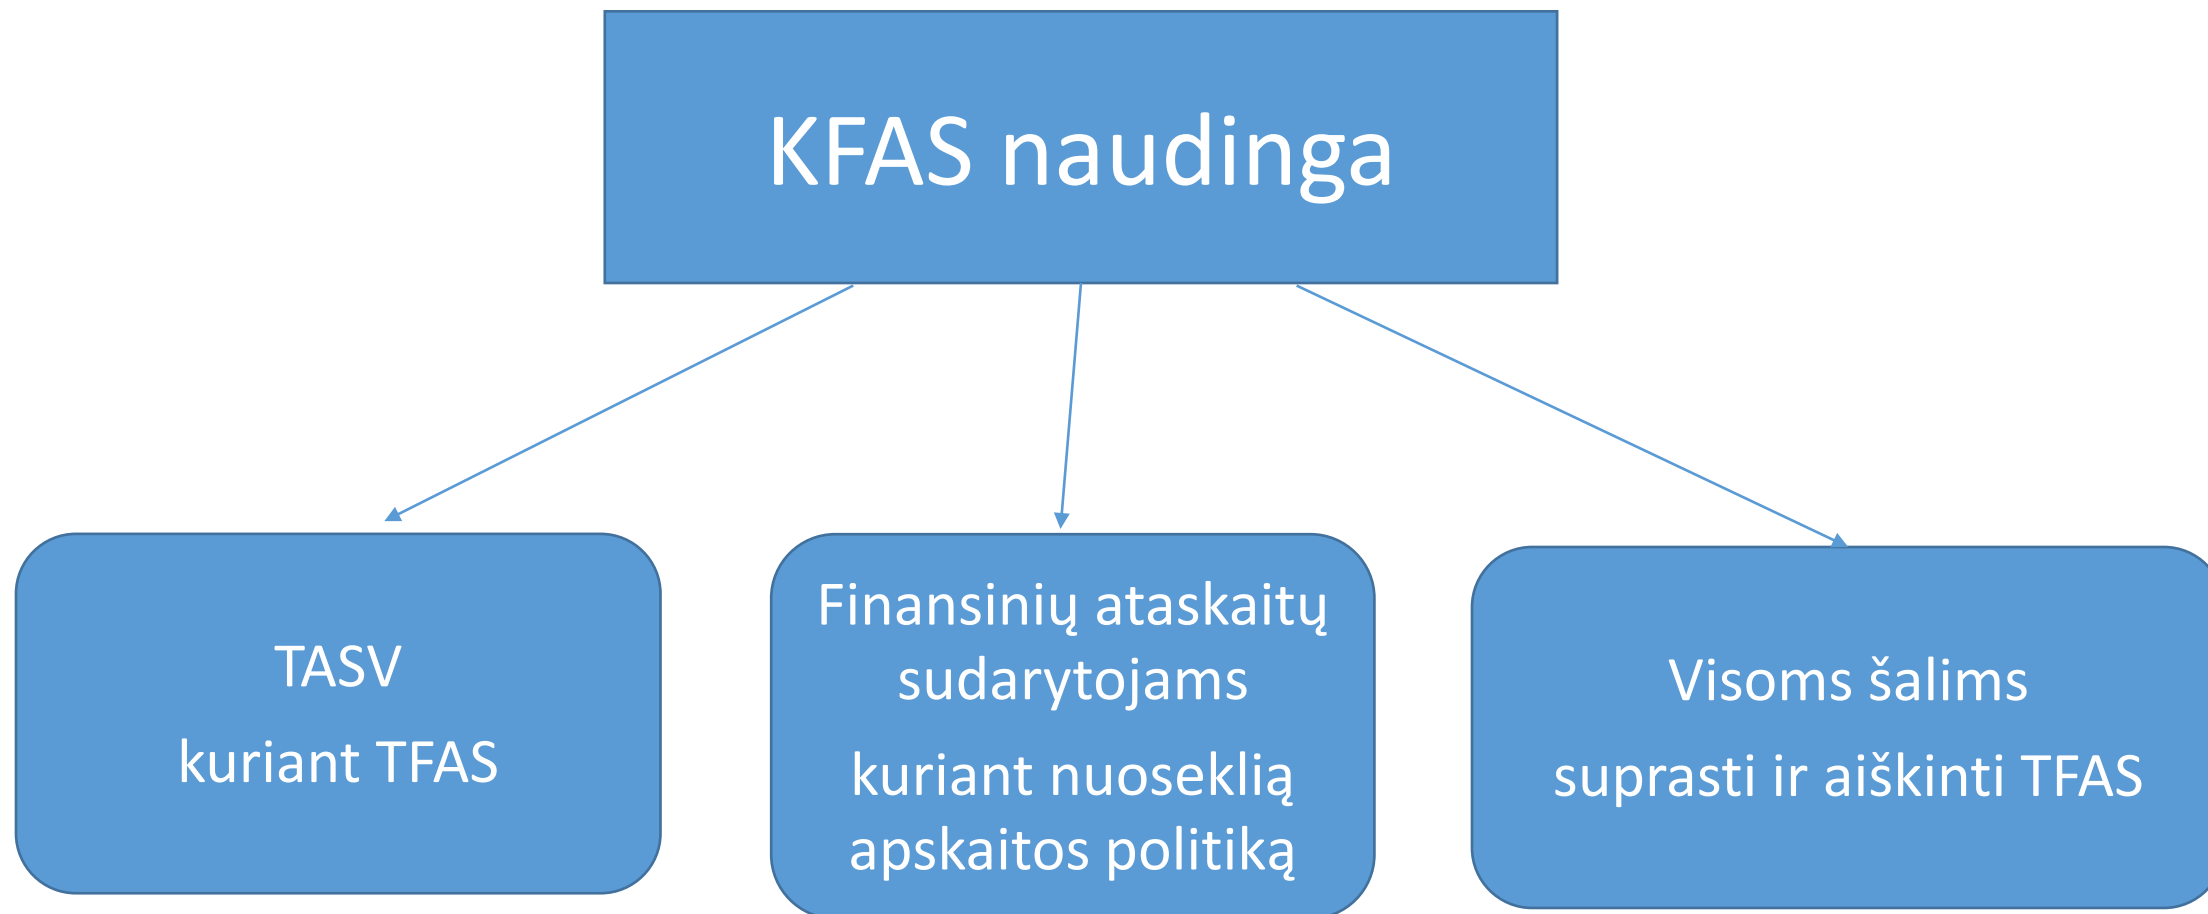 KFAS naudinga
TASV
kuriant TFAS
Finansinių ataskaitų
sudarytojams
kuriant nuoseklią
apskaitos politiką
Visoms šalims
suprasti ir aiškinti TFAS